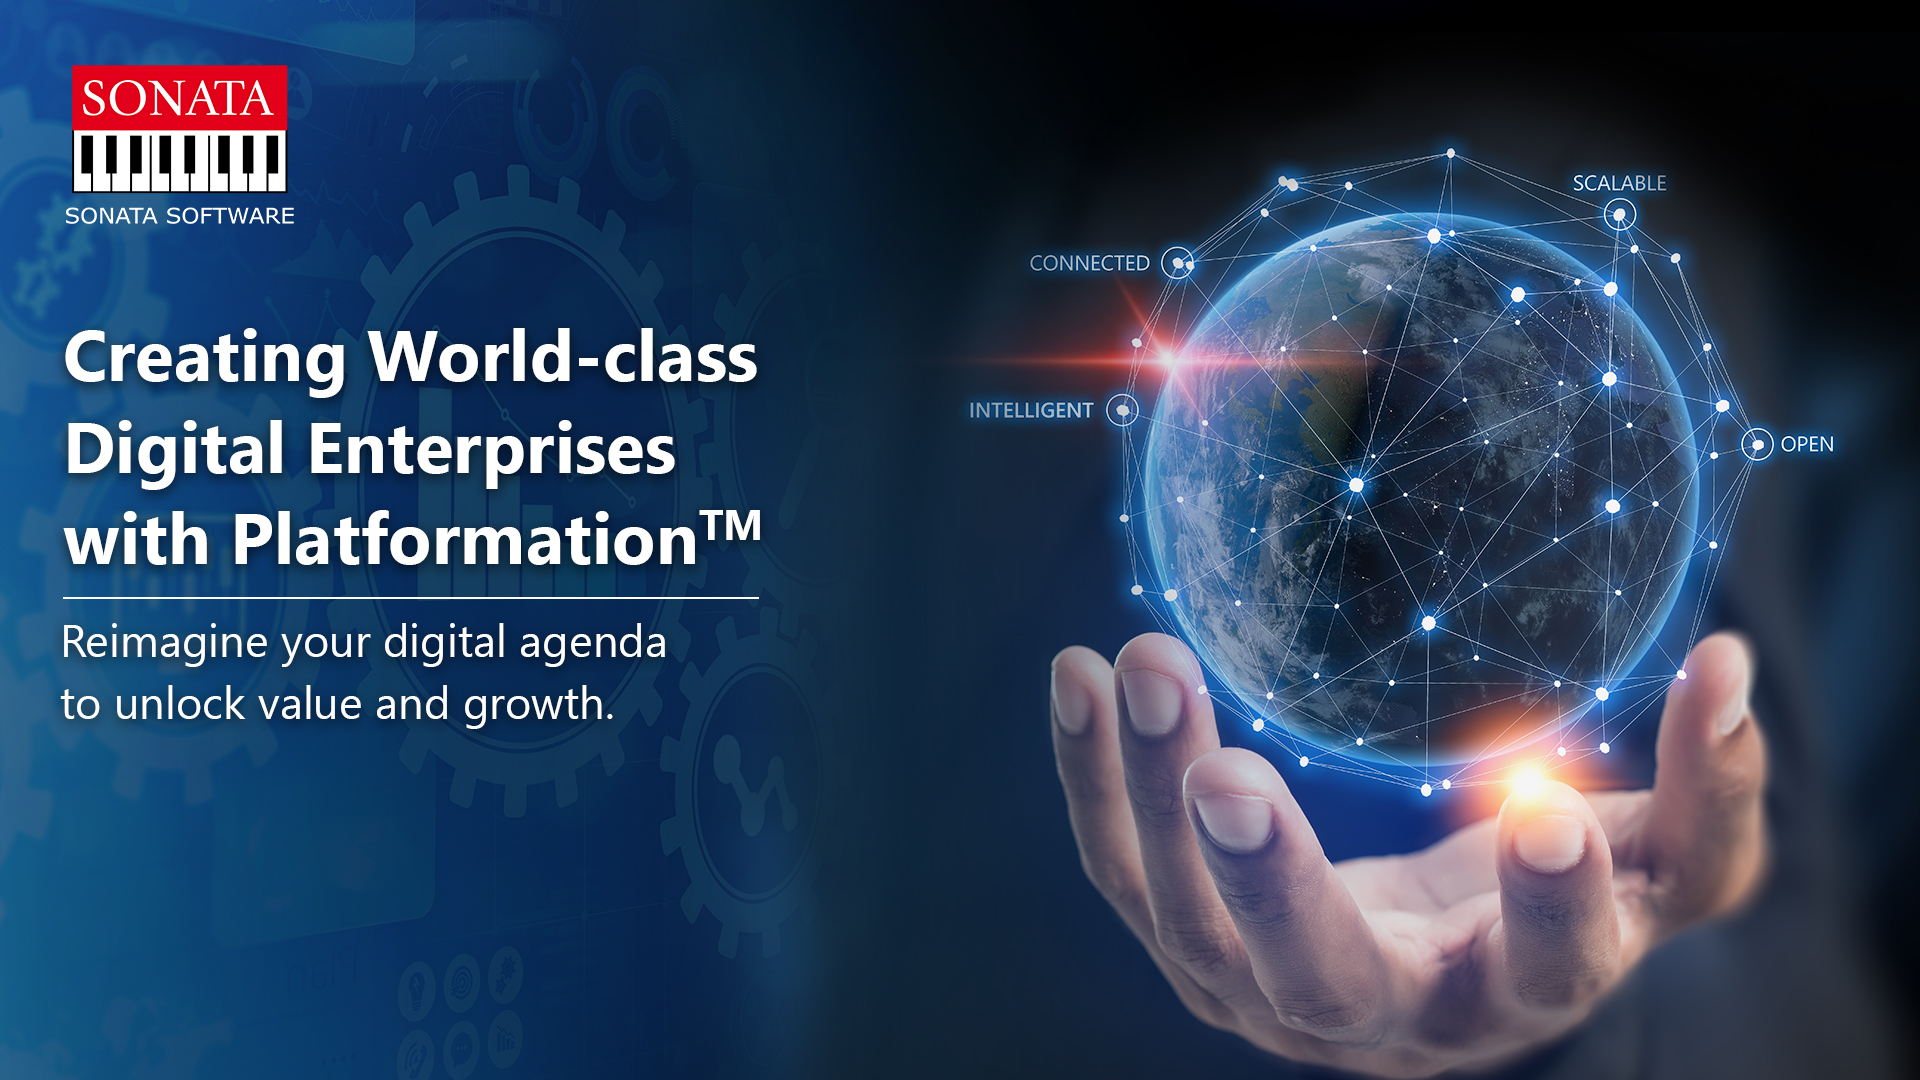 SONATA
SONATA SOFTWARE
Creating World-class
Digital Enterprises
with Platformation™
Reimagine your digital agenda
to unlock value and growth.
SCALABLE
CONNECTED
INTELLIGENT
OPEN